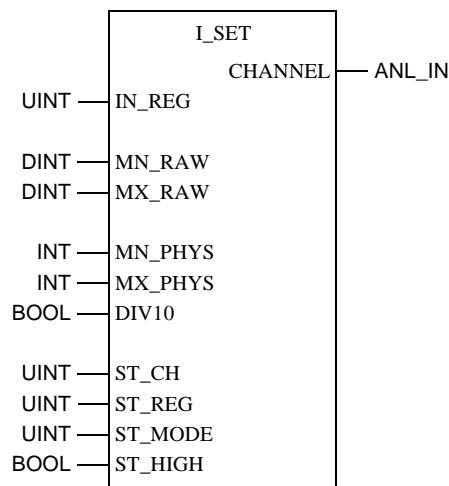 I_SET
CHANNEL ANL_IN
UINT IN_REG
DINT MN_RAW
DINT MX_RAW
INT MN_PHYS
INT MX_PHYS
BOOL DIV10
UINT ST_CH
UINT ST_REG
UINT ST_MODE
BOOL ST_HIGH